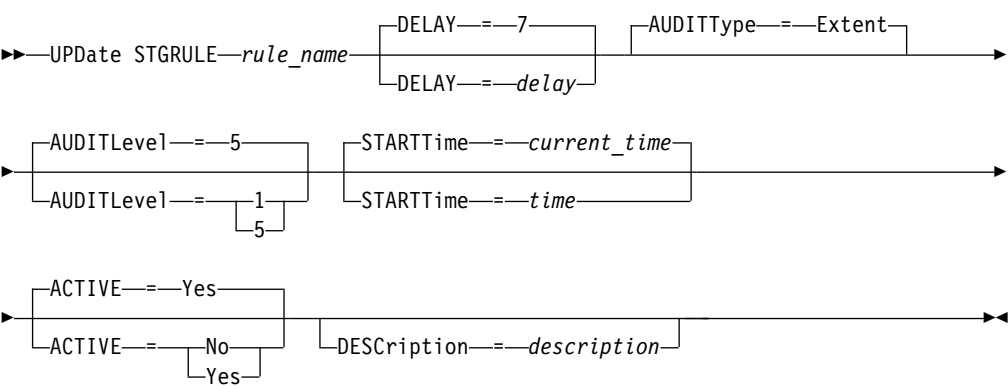 DELAY = 7 AUDITType = Extent
UPDate STGRULE rule_name
DELAY = delay
AUDITLevel = 5 STARTTime = current_time
AUDITLevel = 1 STARTTime = time
5
ACTIVE = Yes
ACTIVE = No DESCription = description
Yes